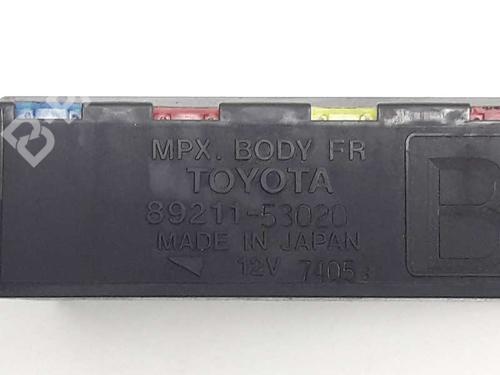 MPX. BODY FR
TOYOTA
89211-53020
MADE IN JAPAN
12V 7405
B